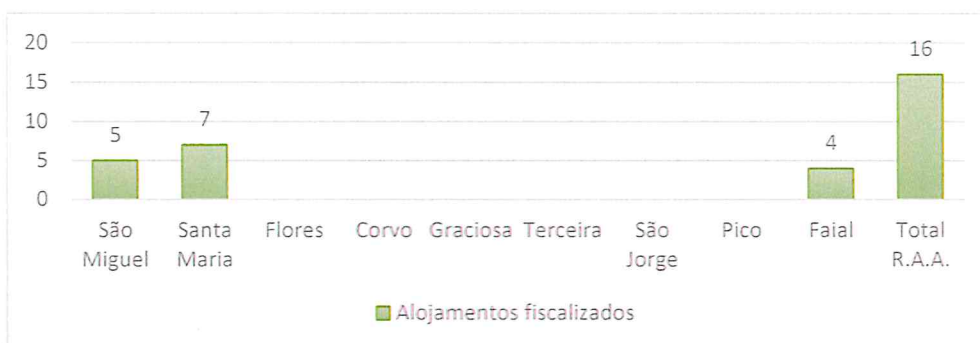 20
15
10
5
0
5
7
4
16
São Miguel
Santa Maria
Flores
Corvo
Graciosa
Terceira
São Jorge
Pico
Faial
Total R.A.A.
Alojamentos fiscalizados